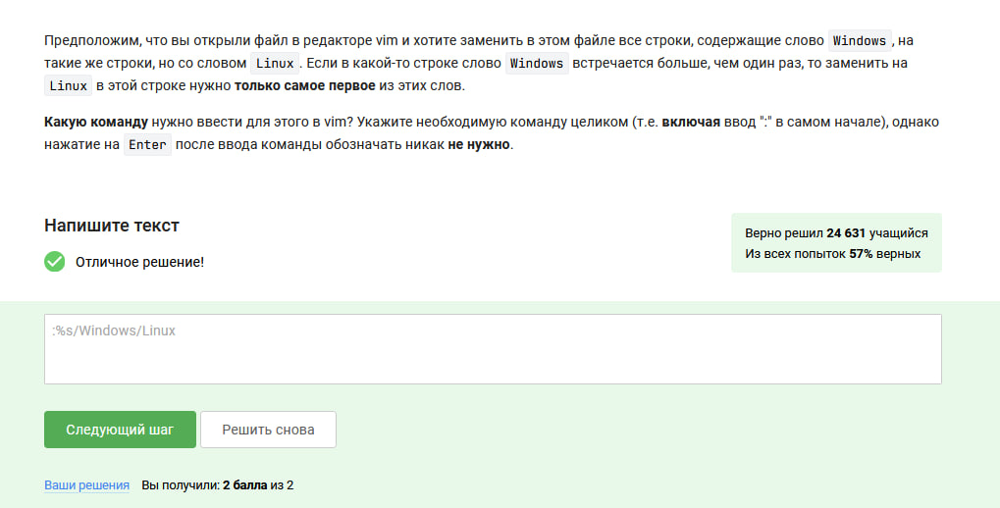 Предположим, что вы открыли файл в редакторе vim и хотите заменить в этом файле все строки, содержащие слово Windows, на
такие же строки, но со словом Linux. Если в какой-то строке слово Windows встречается больше, чем один раз, то заменить на
Linux в этой строке нужно только самое первое из этих слов.
Какую команду нужно ввести для этого в vim? Укажите необходимую команду целиком (т.е. включая ввод ":" в самом начале), однако
нажатие на Enter после ввода команды обозначать никак не нужно.
Напишите текст
Верно решил 24 631 учащийся
Из всех попыток 57% верных
Отличное решение!
:%s/Windows/Linux
Следующий шаг
Решить снова
Ваши решения Вы получили: 2 балла из 2